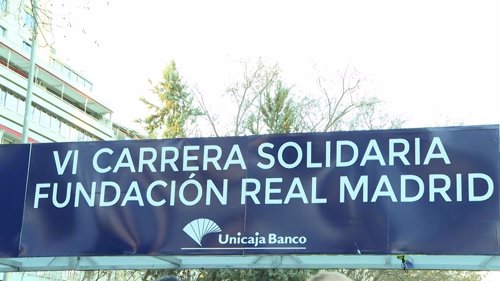 VI CARRERA SOLIDARIA
FUNDACIÓN REAL MADRID
Unicaja Banco